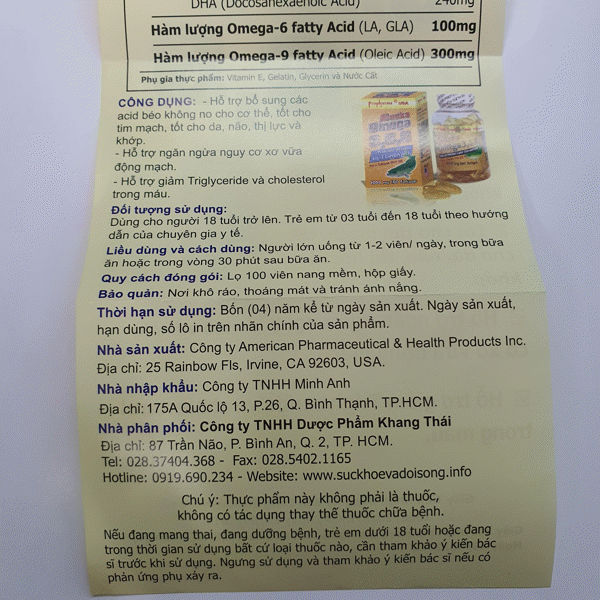 DHA (Docosahexaenoic Acid) 240mg
Hàm lượng Omega-6 fatty Acid (LA, GLA) 100mg
Hàm lượng Omega-9 fatty Acid (Oleic Acid) 300mg
Phụ gia thực phẩm: Vitamin E, Gelatin, Glycerin và Nước Cất
CÔNG DỤNG: - Hỗ trợ bổ sung các
acid béo không no cho cơ thể, tốt cho
tim mạch, tốt cho da, não, thị lực và
khớp.
- Hỗ trợ ngăn ngừa nguy cơ xơ vữa
động mạch.
- Hỗ trợ giảm Triglyceride và cholesterol
trong máu.
Alaska
Omega
3.6.9
Đối tượng sử dụng:
Dùng cho người 18 tuổi trở lên. Trẻ em từ 03 tuổi đến 18 tuổi theo hướng
dẫn của chuyên gia y tế.
Liều dùng và cách dùng: Người lớn uống từ 1-2 viên/ ngày, trong bữa
ăn hoặc trong vòng 30 phút sau bữa ăn.
Quy cách đóng gói: Lọ 100 viên nang mềm, hộp giấy.
Bảo quản: Nơi khô ráo, thoáng mát và tránh ánh nắng.
Thời hạn sử dụng: Bốn (04) năm kể từ ngày sản xuất. Ngày sản xuất,
hạn dùng, số lô in trên nhãn chính của sản phẩm.
Nhà sản xuất: Công ty American Pharmaceutical & Health Products Inc.
Địa chỉ: 25 Rainbow Fls, Irvine, CA 92603, USA.
Nhà nhập khẩu: Công ty TNHH Minh Anh
Địa chỉ: 175A Quốc lộ 13, P.26, Q. Bình Thạnh, TP.HCM.
Nhà phân phối: Công ty TNHH Dược Phẩm Khang Thái
Địa chỉ: 87 Trần Não, P. Bình An, Q. 2, TP. HCM.
Tel: 028.37404.368 - Fax: 028.5402.1165
Hotline: 0919.690.234 - Website: www.suckhoevadoisong.info
Chú ý: Thực phẩm này không phải là thuốc,
không có tác dụng thay thế thuốc chữa bệnh.
Nếu đang mang thai, đang dưỡng bệnh, trẻ em dưới 18 tuổi hoặc đang
trong thời gian sử dụng bất cứ loại thuốc nào, cần tham khảo ý kiến bác
sĩ trước khi sử dụng. Ngưng sử dụng và tham khảo ý kiến bác sĩ nếu có
phản ứng phụ xảy ra.